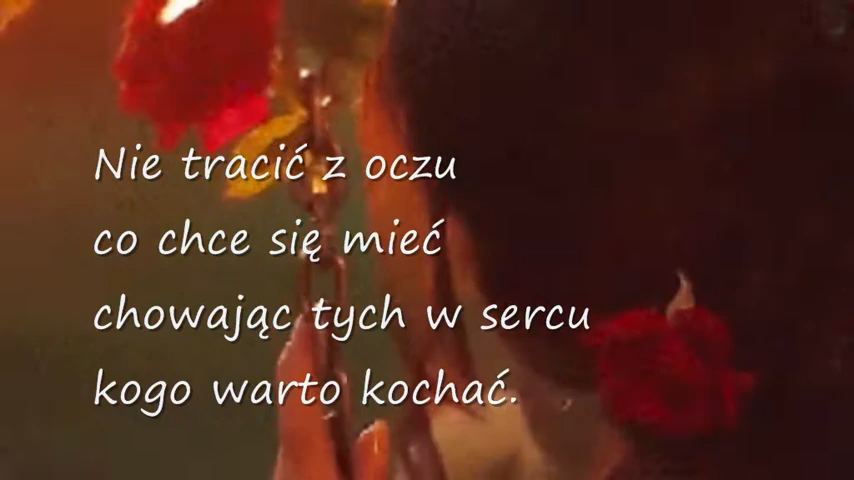 Nie tracić z oczu
co chce się mieć
chowając tych w sercu
kogo warto kochać.